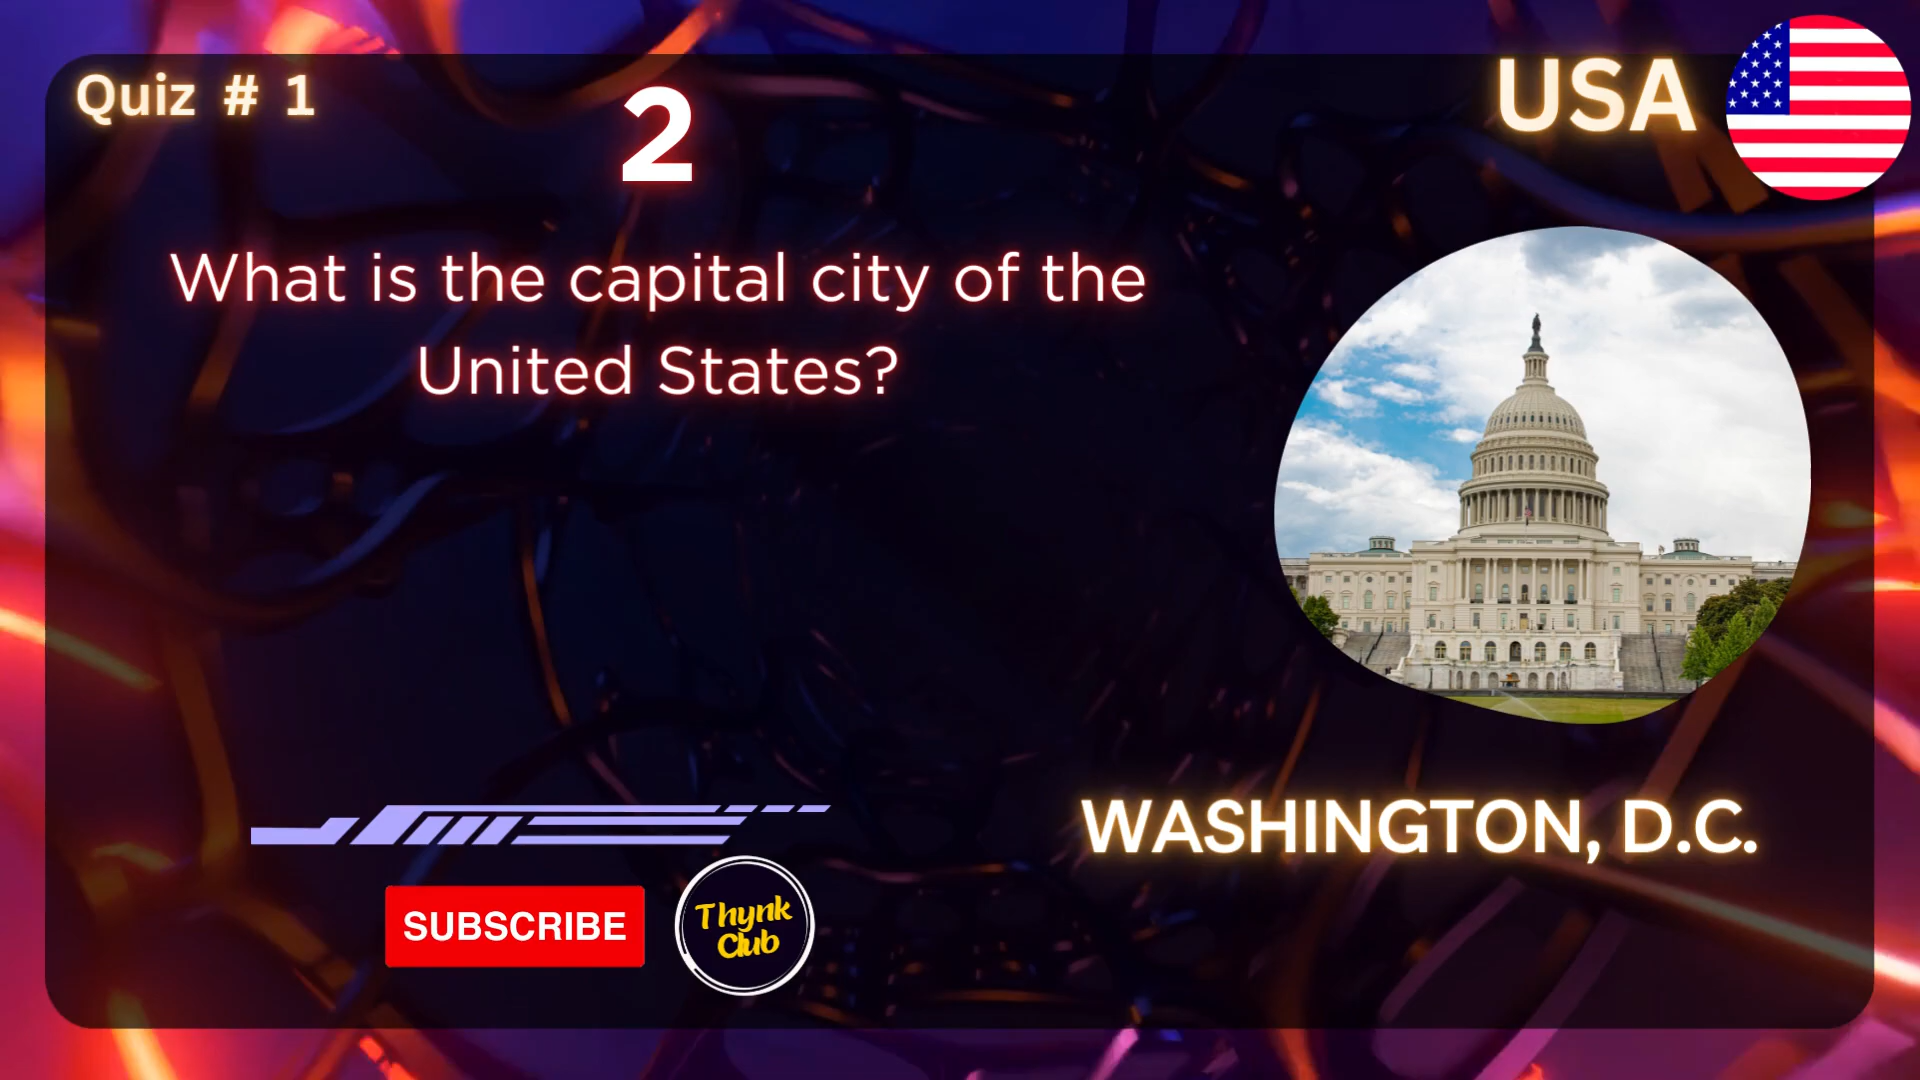 Quiz # 1
2
USA
What is the capital city of the
United States?
WASHINGTON, D.C.
SUBSCRIBE
Thynk
Club